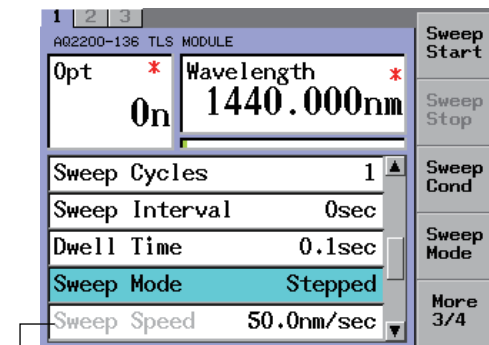 1 2 3
AQ2200-136 TLS MODULE
Opt *
On
Wavelength *
1440.000nm
Sweep Cycles 1
Sweep Interval 0sec
Dwell Time 0.1sec
Sweep Mode Stepped
Sweep Speed 50.0nm/sec
Sweep
Start
Sweep
Stop
Sweep
Cond
Sweep
Mode
More
3/4